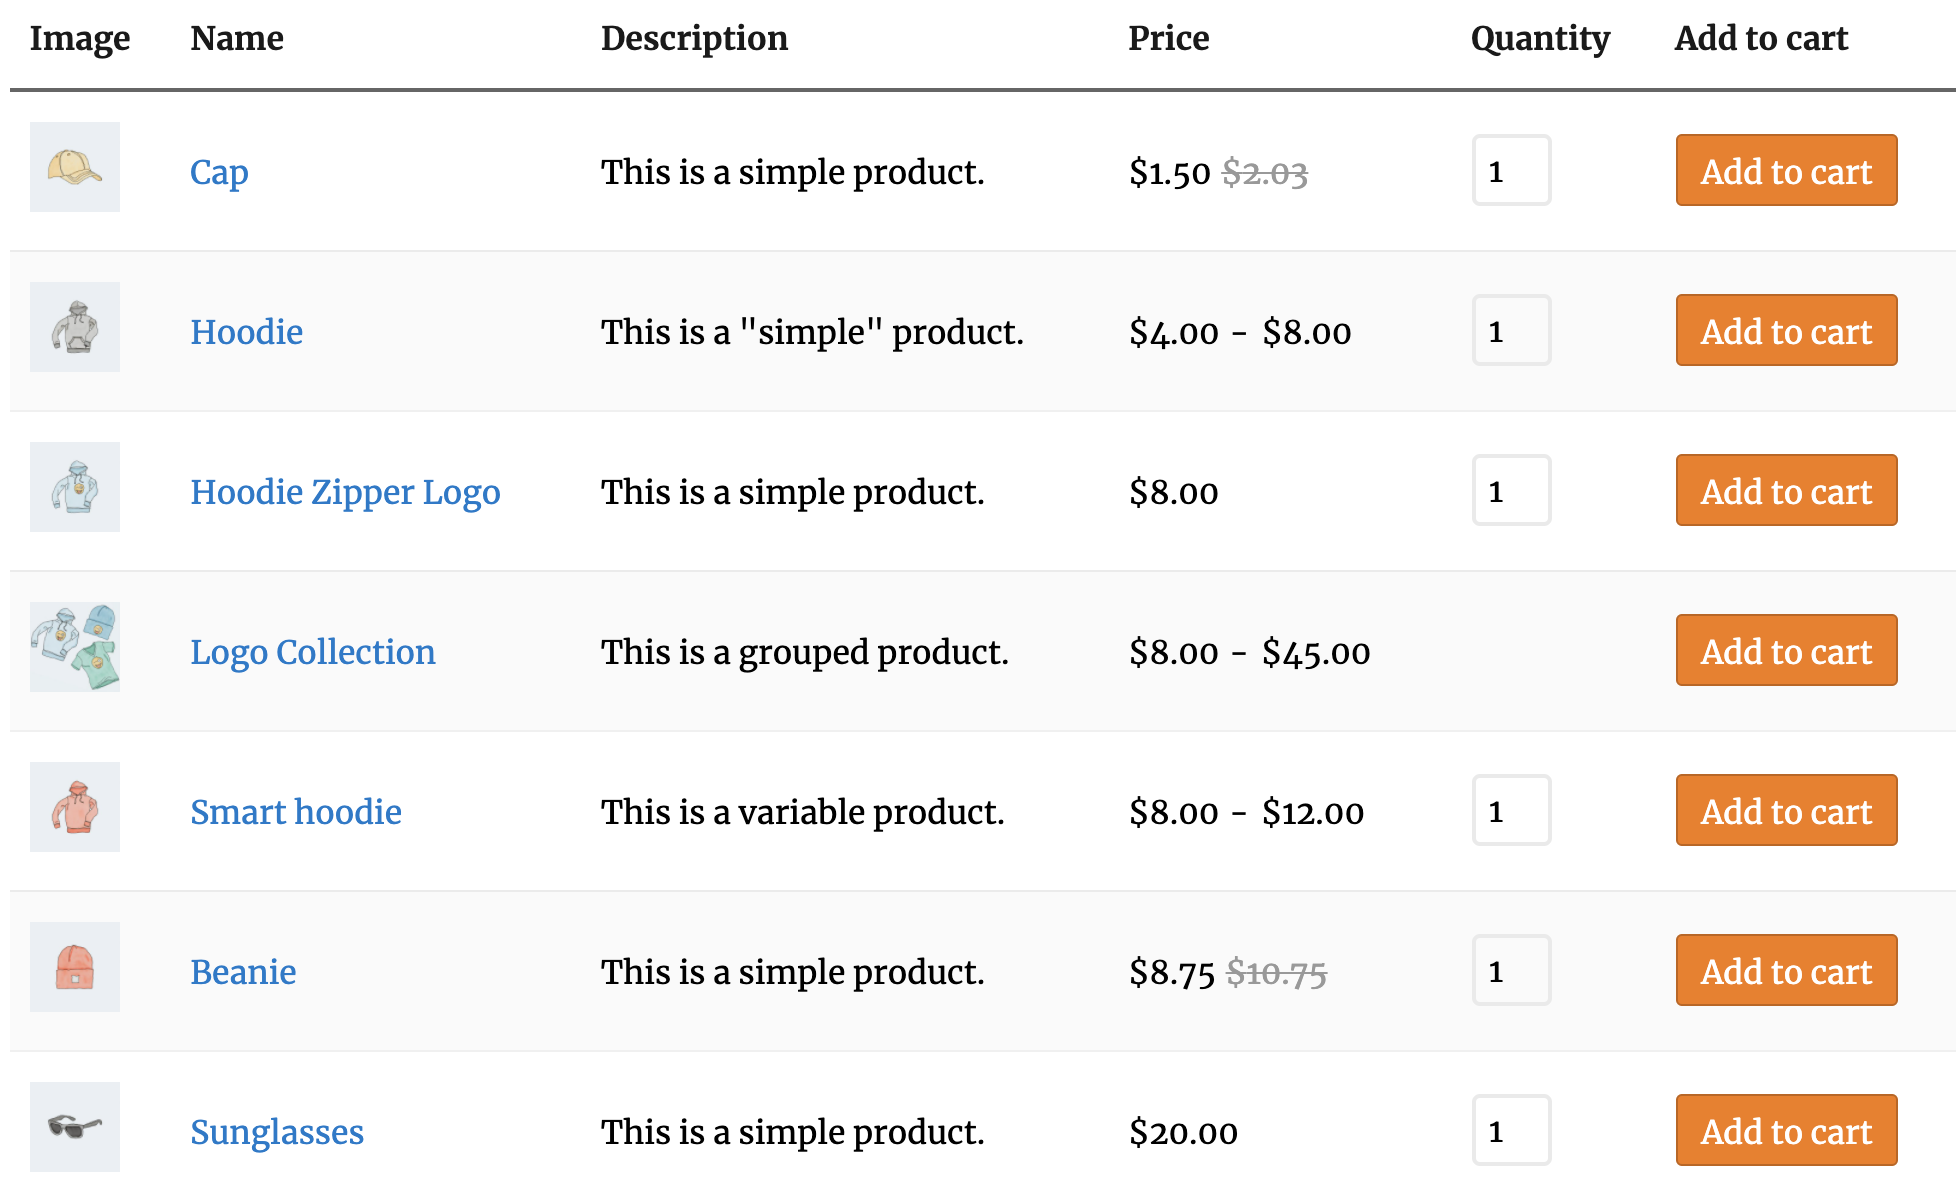 Image Name Description Price Quantity Add to cart
Cap This is a simple product. $1.50 $2.03 1 Add to cart
Hoodie This is a "simple" product. $4.00 - $8.00 1 Add to cart
Hoodie Zipper Logo This is a simple product. $8.00 1 Add to cart
Logo Collection This is a grouped product. $8.00 - $45.00 Add to cart
Smart hoodie This is a variable product. $8.00 - $12.00 1 Add to cart
Beanie This is a simple product. $8.75 $10.75 1 Add to cart
Sunglasses This is a simple product. $20.00 1 Add to cart